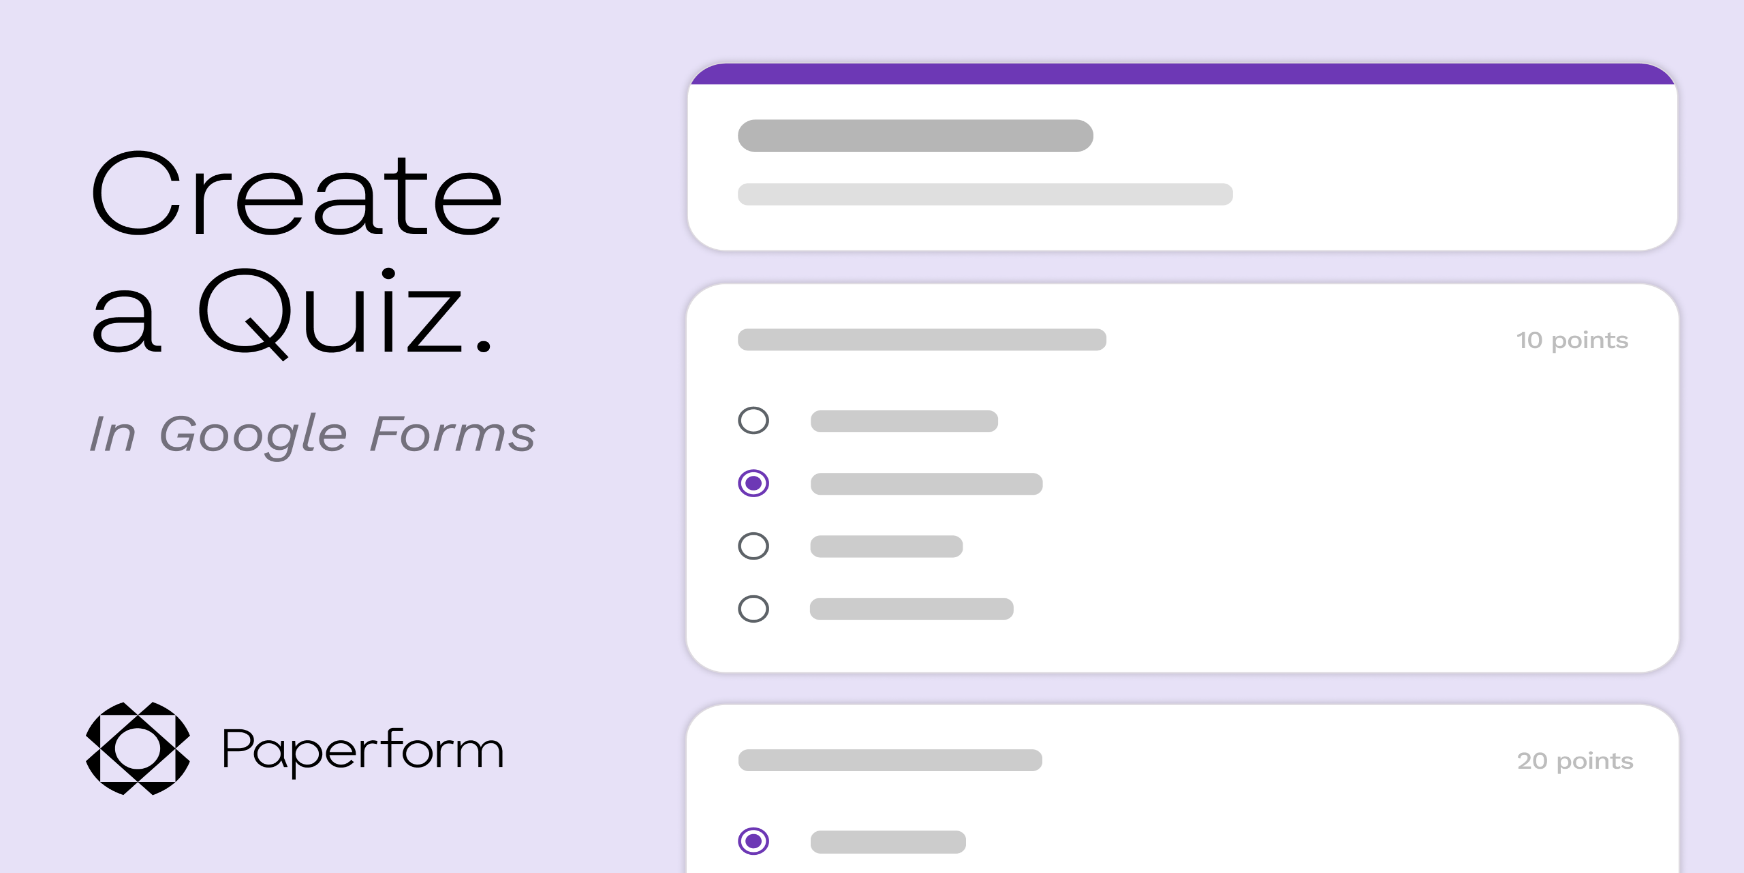 Create
a Quiz.
In Google Forms
Paperform
10 points
20 points